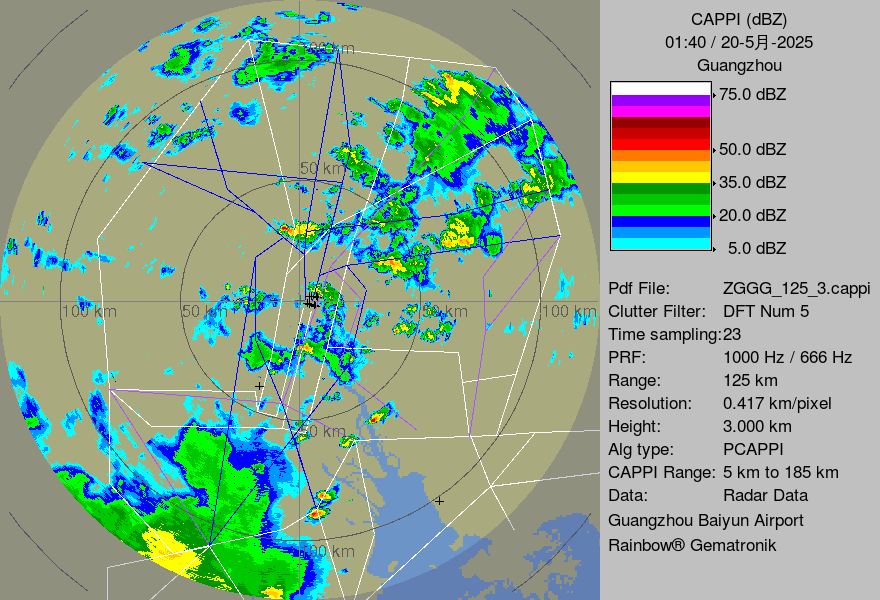 CAPPI (dBZ)
01:40 / 20-5月-2025
Guangzhou
75.0 dBZ
50.0 dBZ
35.0 dBZ
20.0 dBZ
5.0 dBZ
Pdf File: ZGGG_125_3.cappi
Clutter Filter: DFT Num 5
Time sampling:23
PRF: 1000 Hz / 666 Hz
Range: 125 km
Resolution: 0.417 km/pixel
Height: 3.000 km
Alg type: PCAPPI
CAPPI Range: 5 km to 185 km
Data: Radar Data
Guangzhou Baiyun Airport
Rainbow® Gematronik
100 km
50 km
100 km
50 km
50 km
100 km
50 km
100 km